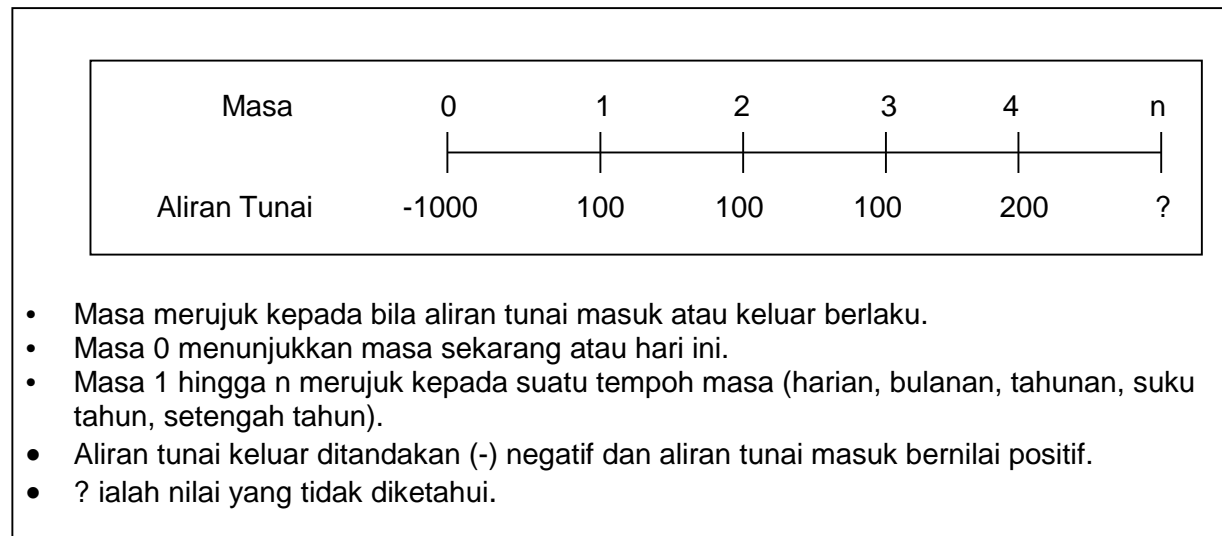 Masa 0 1 2 3 4 n
Aliran Tunai -1000 100 100 100 200 ?
• Masa merujuk kepada bila aliran tunai masuk atau keluar berlaku.
• Masa 0 menunjukkan masa sekarang atau hari ini.
• Masa 1 hingga n merujuk kepada suatu tempoh masa (harian, bulanan, tahunan, suku
tahun, setengah tahun).
• Aliran tunai keluar ditandakan (-) negatif dan aliran tunai masuk bernilai positif.
• ? ialah nilai yang tidak diketahui.